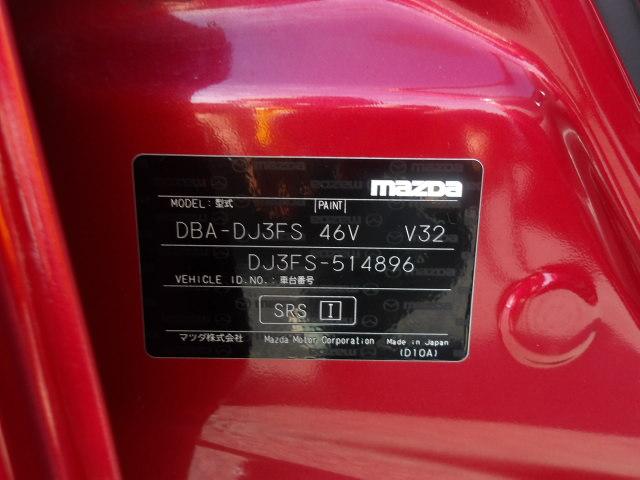 mazda
MODEL: 型式 PAINT
DBA-DJ3FS 46V V32
DJ3FS-514896
VEHICLE ID.NO.: 車台番号
SRS I
マツダ株式会社 Mazda Motor Corporation Made in Japan
(D10A)